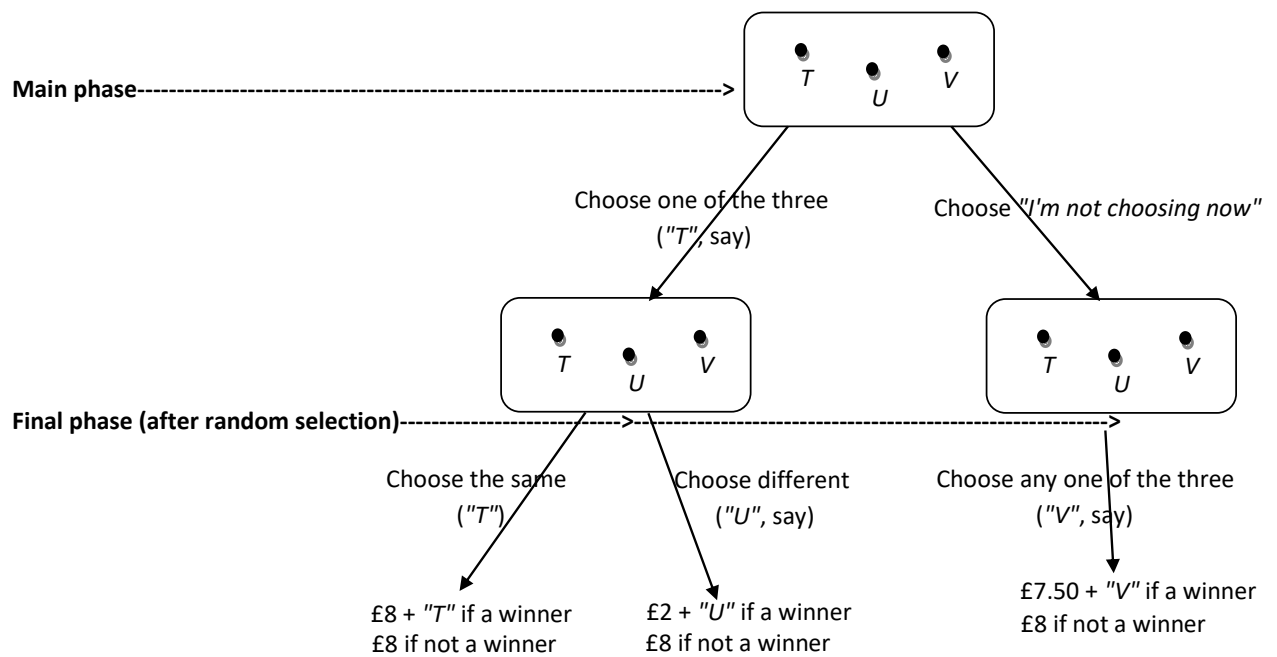 T
U
V
Main phase-------------------------------------------------------------->
Choose one of the three
("T", say)
Choose "I'm not choosing now"
T
U
V
T
U
V
Final phase (after random selection)------------------------->---------------------------------------------------->
Choose the same
("T")
Choose different
("U", say)
Choose any one of the three
("V", say)
£8 + "T" if a winner
£8 if not a winner
£2 + "U" if a winner
£8 if not a winner
£7.50 + "V" if a winner
£8 if not a winner